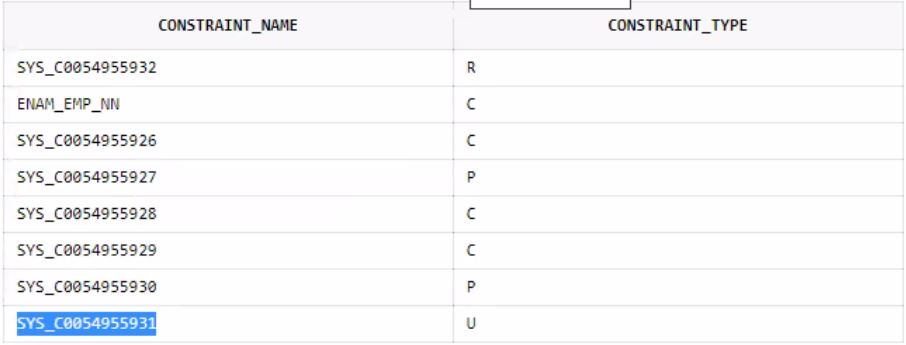 CONSTRAINT_NAME CONSTRAINT_TYPE
SYS_C0054955932 R
ENAM_EMP_NN C
SYS_C0054955926 C
SYS_C0054955927 P
SYS_C0054955928 C
SYS_C0054955929 C
SYS_C0054955930 P
SYS_C0054955931 U